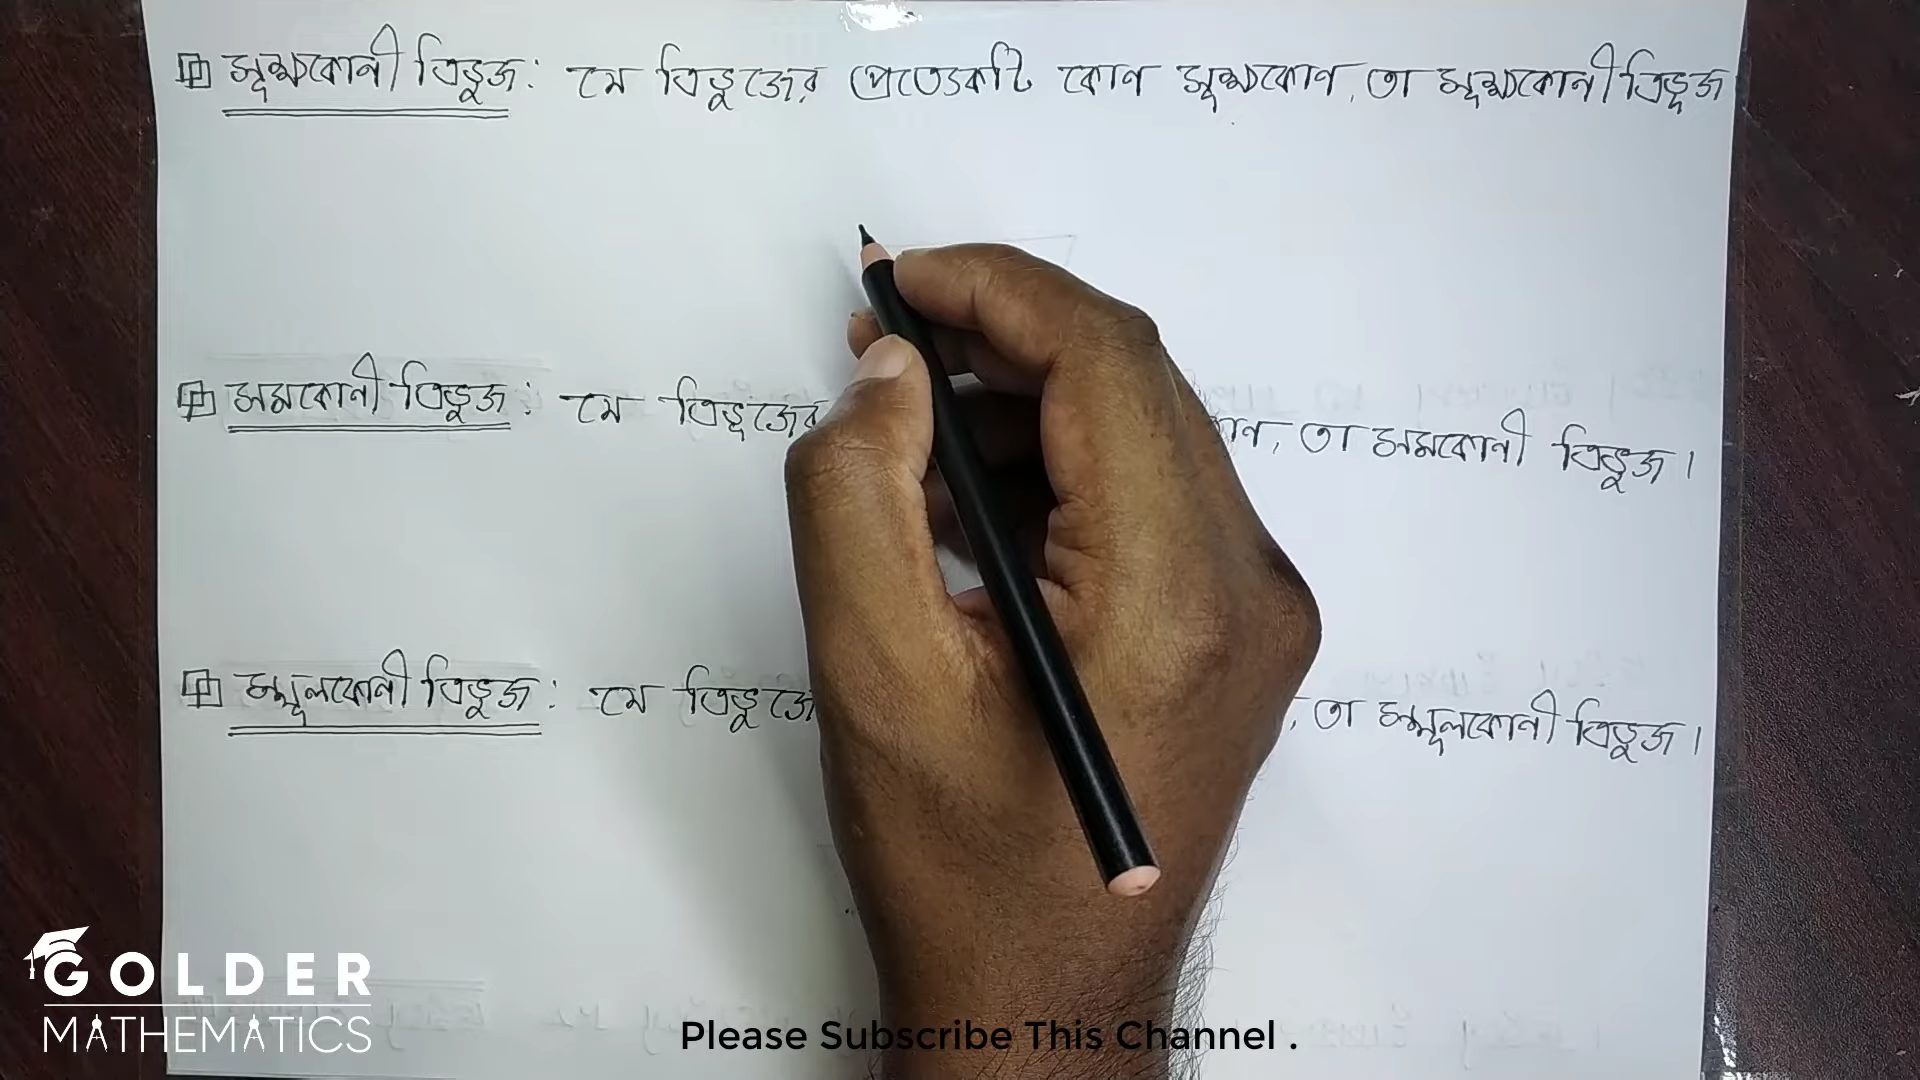 সূক্ষ্মকোনী ত্রিভুজ: যে ত্রিভুজের প্রত্যেকটি কোণ সূক্ষ্মকোণ, তা সূক্ষ্মকোনী ত্রিভুজ
সমকোনী ত্রিভুজ: যে ত্রিভুজের তা সমকোনী ত্রিভুজ।
স্থূলকোনী ত্রিভুজ: যে ত্রিভুজে , তা স্থূলকোনী ত্রিভুজ।
GOLDER
MATHEMATICS
Please Subscribe This Channel .